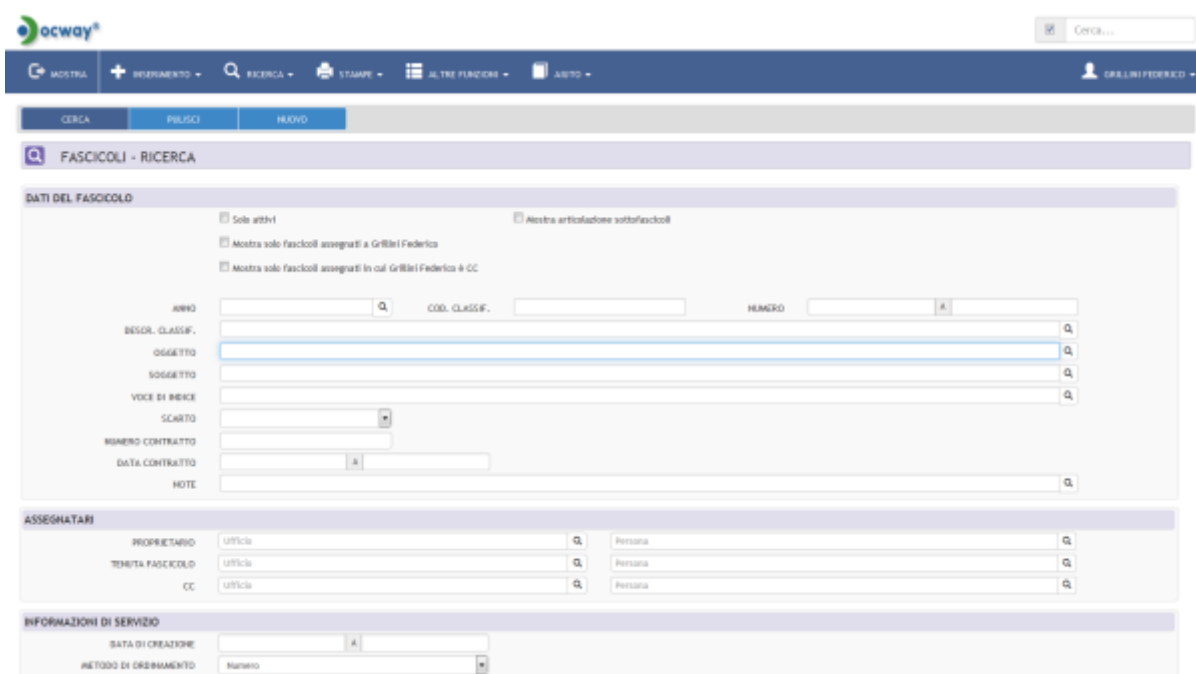 ocway®
Cerca...
MOSTRA INSERIMENTO RICERCA STAMPE ALTRE FUNZIONI AIUTO GRILLINI FEDERICO
CERCA PULISCI NUOVO
FASCICOLI - RICERCA
DATI DEL FASCICOLO
Solo attivi Mostra articolazione sottofascicoli
Mostra solo fascicoli assegnati a Grillini Federico
Mostra solo fascicoli assegnati in cui Grillini Federico è CC
ANNO COD. CLASSIF. NUMERO A
DESCR. CLASSIF.
OGGETTO
SOGGETTO
VOCE DI INDICE
SCARTO
NUMERO CONTRATTO
DATA CONTRATTO A
NOTE
ASSEGNATARI
PROPRIETARIO Ufficio Persona
TENUTA FASCICOLO Ufficio Persona
CC Ufficio Persona
INFORMAZIONI DI SERVIZIO
DATA DI CREAZIONE A
METODO DI ORDINAMENTO Numero